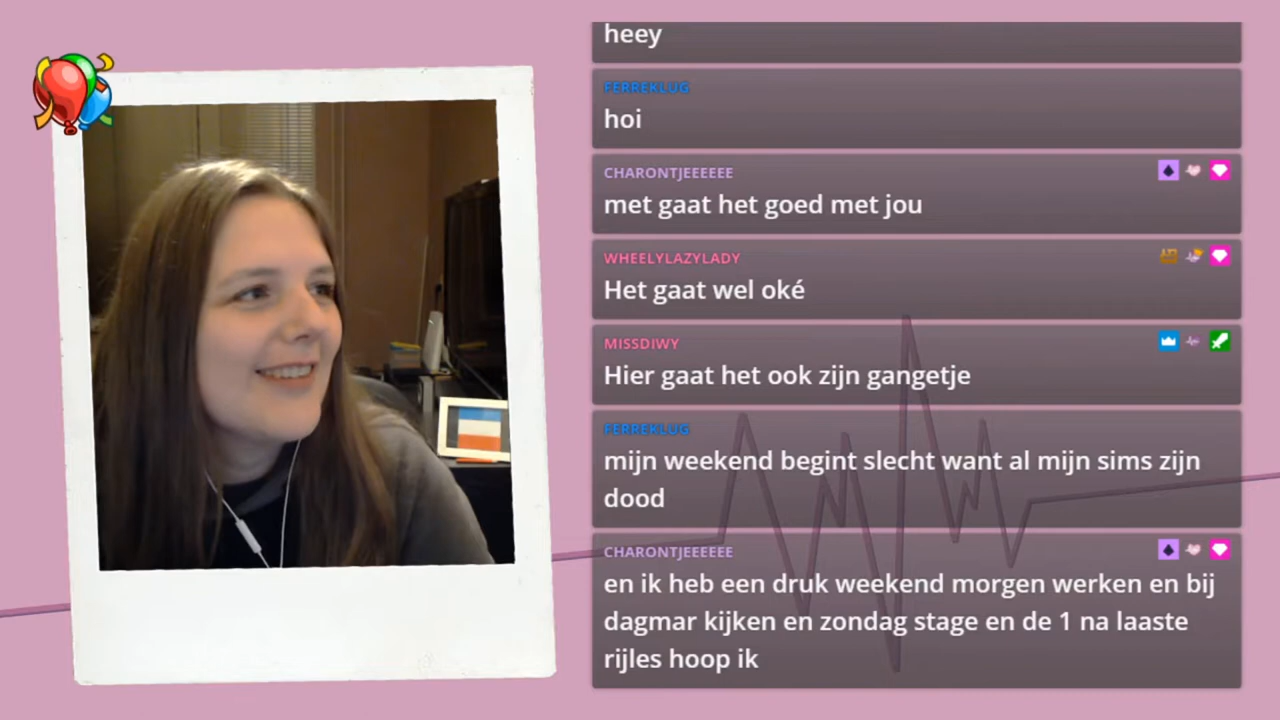 heey
FERREKLUG
hoi
CHARONTJEEEEEE
met gaat het goed met jou
WHEELYLAZYLADY
Het gaat wel oké
MISSDIWY
Hier gaat het ook zijn gangetje
FERREKLUG
mijn weekend begint slecht want al mijn sims zijn
dood
CHARONTJEEEEEE
en ik heb een druk weekend morgen werken en bij
dagmar kijken en zondag stage en de 1 na laaste
rijles hoop ik